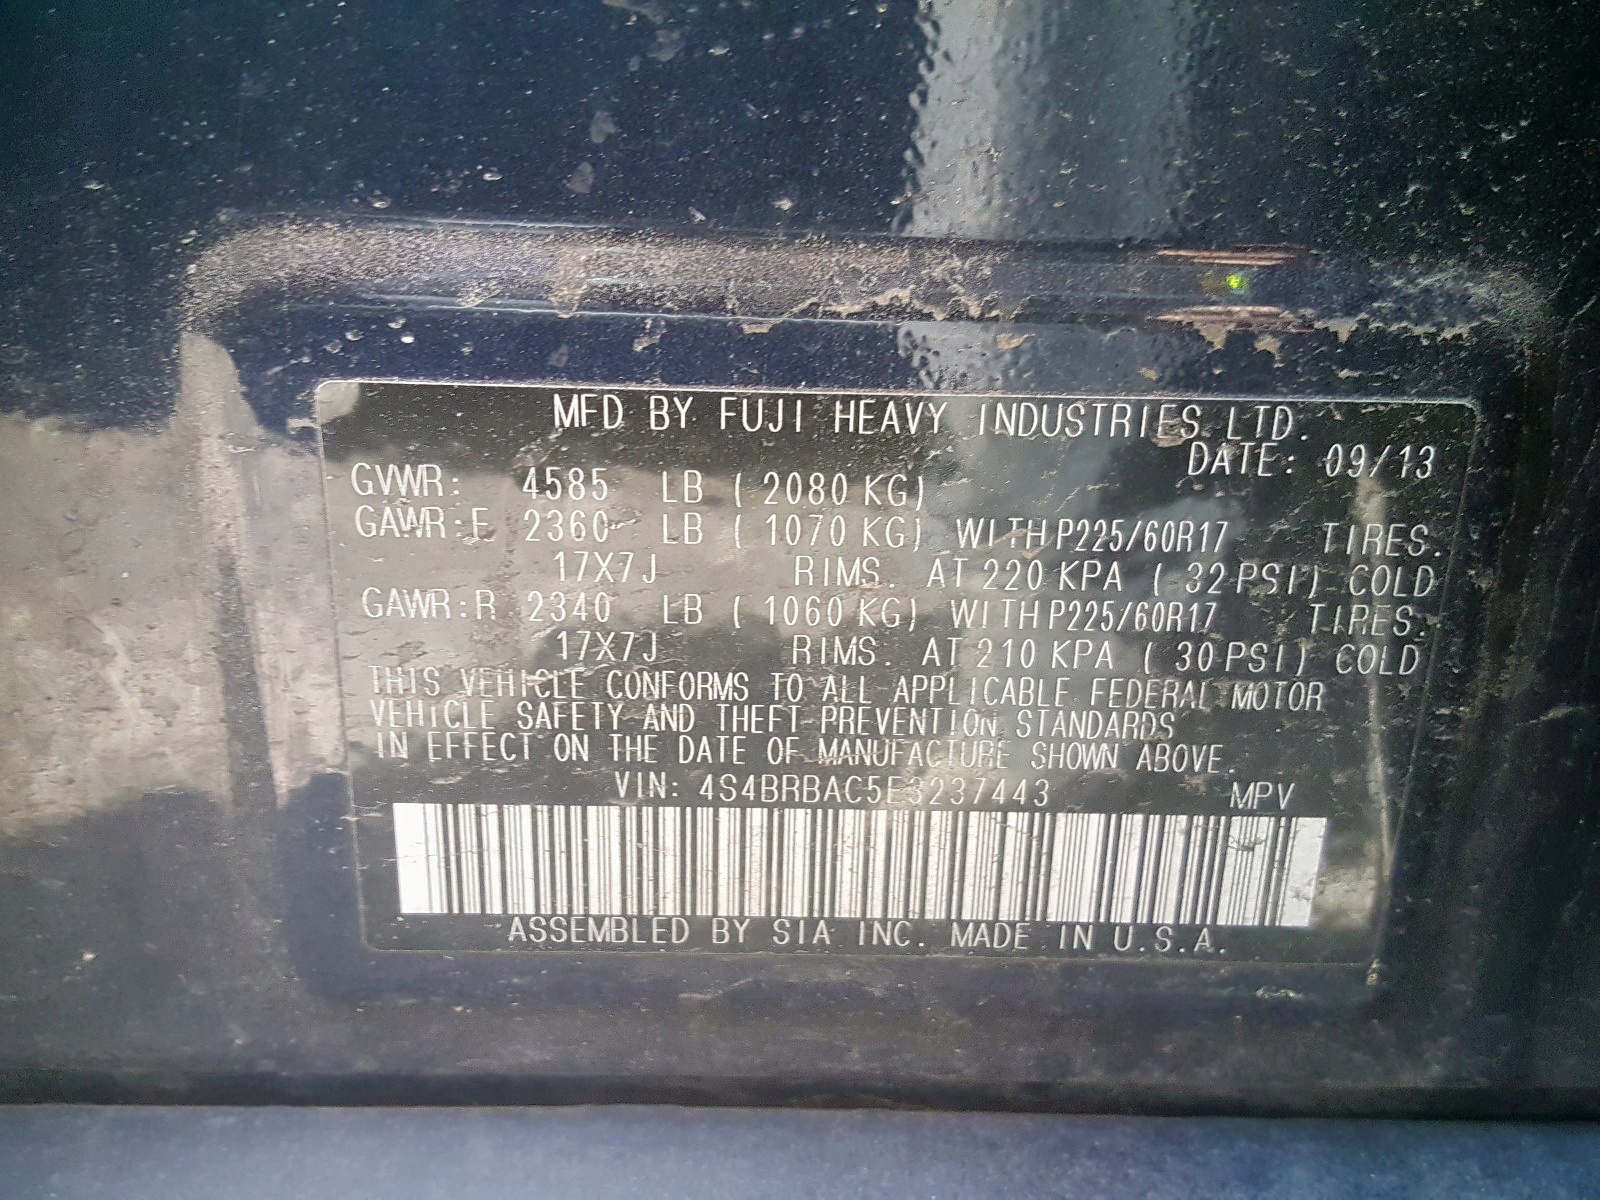 MFD BY FUJI HEAVY INDUSTRIES LTD.
DATE: 09/13
GVWR: 4585 LB ( 2080 KG)
GAWR:F 2360 LB ( 1070 KG) WITH P225/60R17 TIRES.
17X7J RIMS. AT 220 KPA ( 32 PSI) COLD
GAWR:R 2340 LB ( 1060 KG) WITH P225/60R17 TIRES.
17X7J RIMS. AT 210 KPA ( 30 PSI) COLD
THIS VEHICLE CONFORMS TO ALL APPLICABLE FEDERAL MOTOR
VEHICLE SAFETY AND THEFT PREVENTION STANDARDS
IN EFFECT ON THE DATE OF MANUFACTURE SHOWN ABOVE.
VIN: 4S4BRBAC5E3237443 MPV
ASSEMBLED BY SIA INC. MADE IN U.S.A.